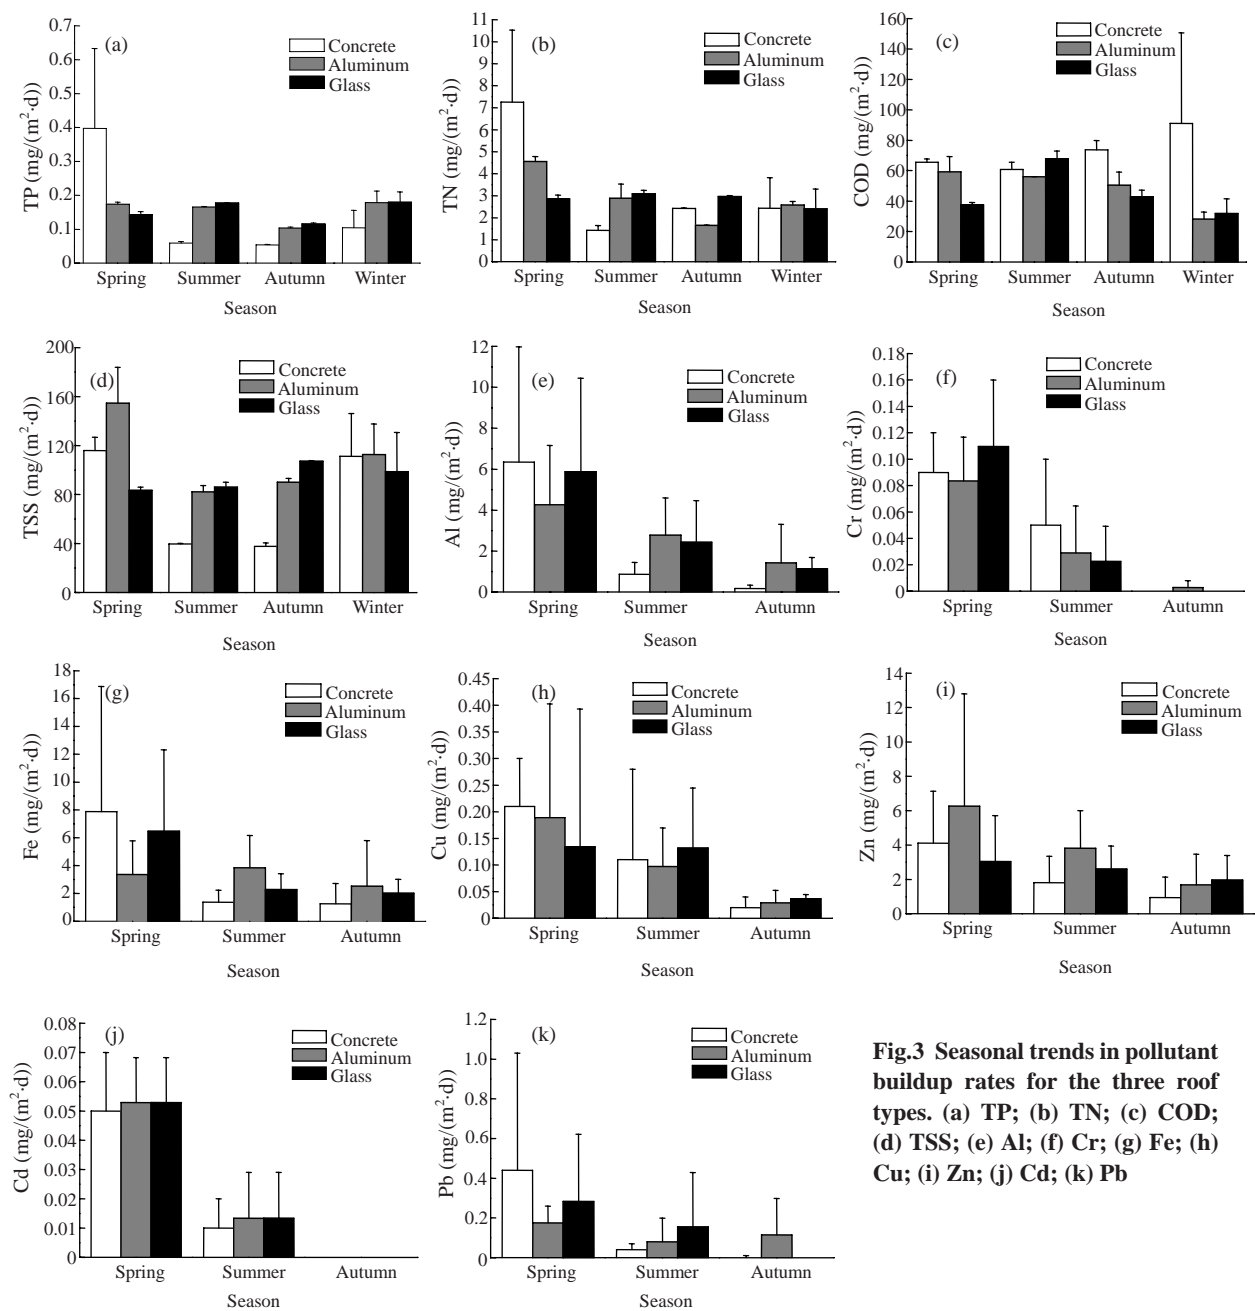 0.7
0.6
0.5
0.4
0.3
0.2
0.1
0
TP (mg/(m²·d))
(a)
Concrete
Aluminum
Glass
Spring Summer Autumn Winter
Season
11
10
9
8
7
6
5
4
3
2
1
0
TN (mg/(m²·d))
(b)
Concrete
Aluminum
Glass
Spring Summer Autumn Winter
Season
160
140
120
100
80
60
40
20
0
COD (mg/(m²·d))
(c)
Concrete
Aluminum
Glass
Spring Summer Autumn Winter
Season
200
160
120
80
40
0
TSS (mg/(m²·d))
(d)
Concrete
Aluminum
Glass
Spring Summer Autumn Winter
Season
12
10
8
6
4
2
0
Al (mg/(m²·d))
(e)
Concrete
Aluminum
Glass
Spring Summer Autumn
Season
0.18
0.16
0.14
0.12
0.10
0.08
0.06
0.04
0.02
0
Cr (mg/(m²·d))
(f)
Concrete
Aluminum
Glass
Spring Summer Autumn
Season
18
16
14
12
10
8
6
4
2
0
Fe (mg/(m²·d))
(g)
Concrete
Aluminum
Glass
Spring Summer Autumn
Season
0.45
0.40
0.35
0.30
0.25
0.20
0.15
0.10
0.05
0
Cu (mg/(m²·d))
(h)
Concrete
Aluminum
Glass
Spring Summer Autumn
Season
14
12
10
8
6
4
2
0
Zn (mg/(m²·d))
(i)
Concrete
Aluminum
Glass
Spring Summer Autumn
Season
0.08
0.07
0.06
0.05
0.04
0.03
0.02
0.01
0
Cd (mg/(m²·d))
(j)
Concrete
Aluminum
Glass
Spring Summer Autumn
Season
1.2
1.0
0.8
0.6
0.4
0.2
0
Pb (mg/(m²·d))
(k)
Concrete
Aluminum
Glass
Spring Summer Autumn
Season
Fig.3 Seasonal trends in pollutant
buildup rates for the three roof
types. (a) TP; (b) TN; (c) COD;
(d) TSS; (e) Al; (f) Cr; (g) Fe; (h)
Cu; (i) Zn; (j) Cd; (k) Pb